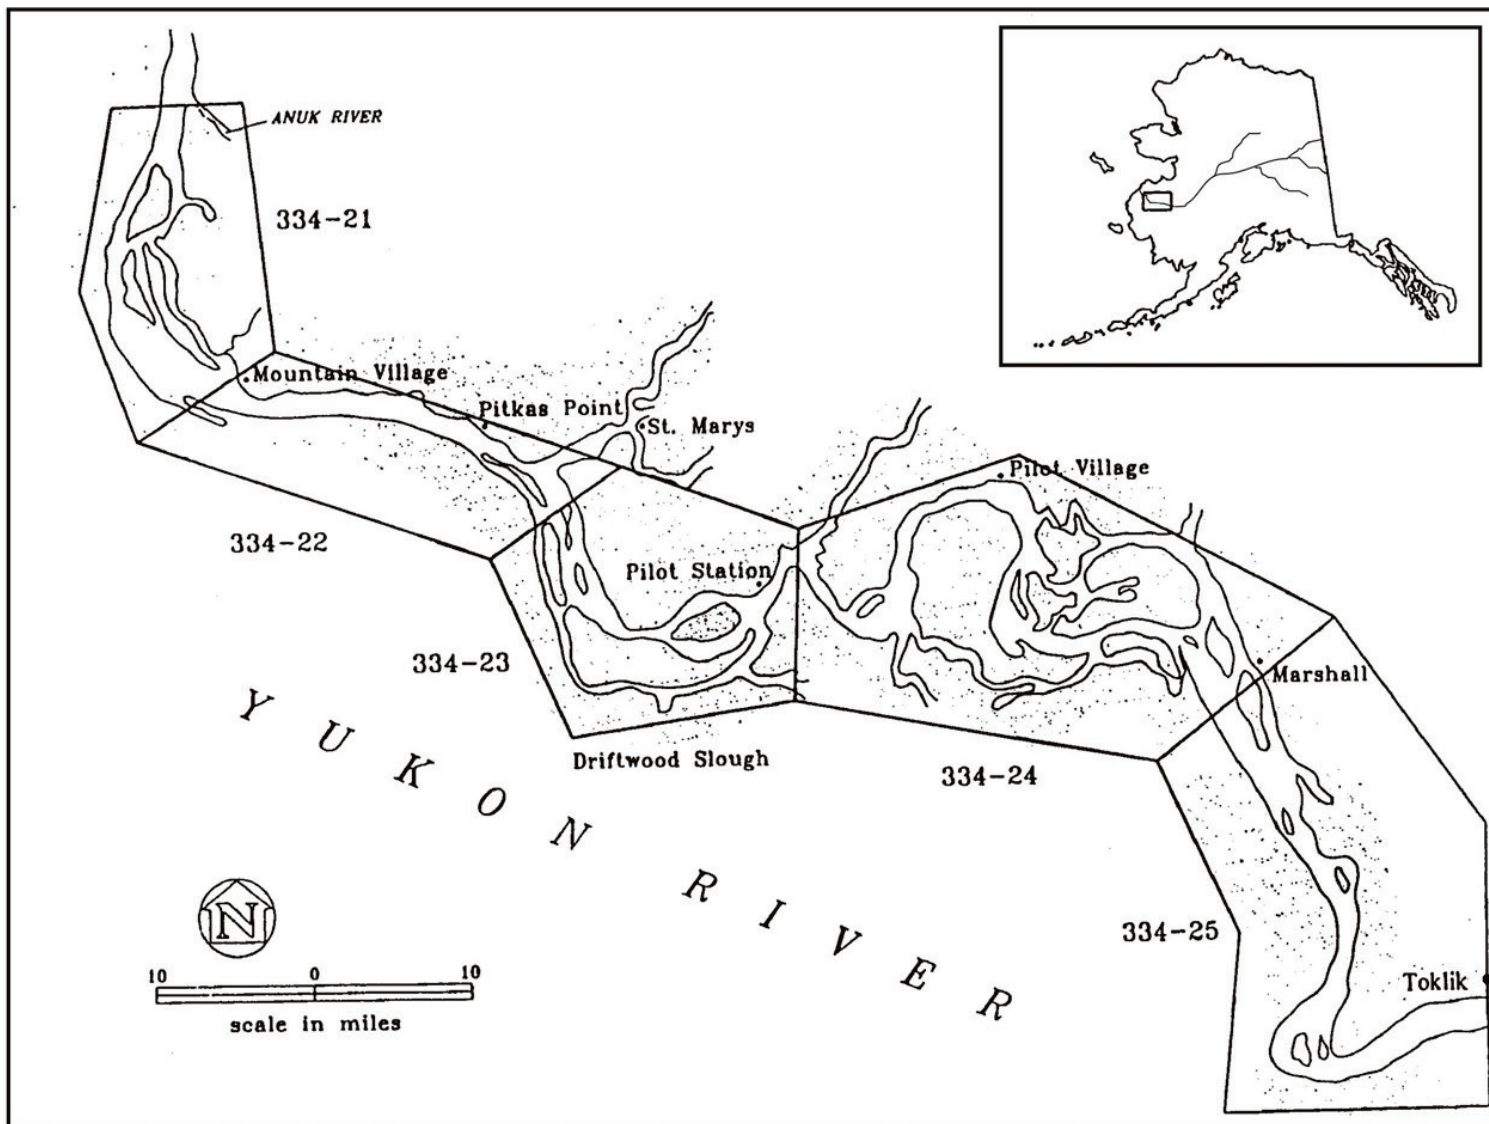 ANUK RIVER
334-21
Mountain Village
Pitkas Point
St. Marys
Pilot Village
334-22
Pilot Station
334-23
Marshall
Driftwood Slough
334-24
YUKON RIVER
334-25
Toklik
N
10 0 10
scale in miles